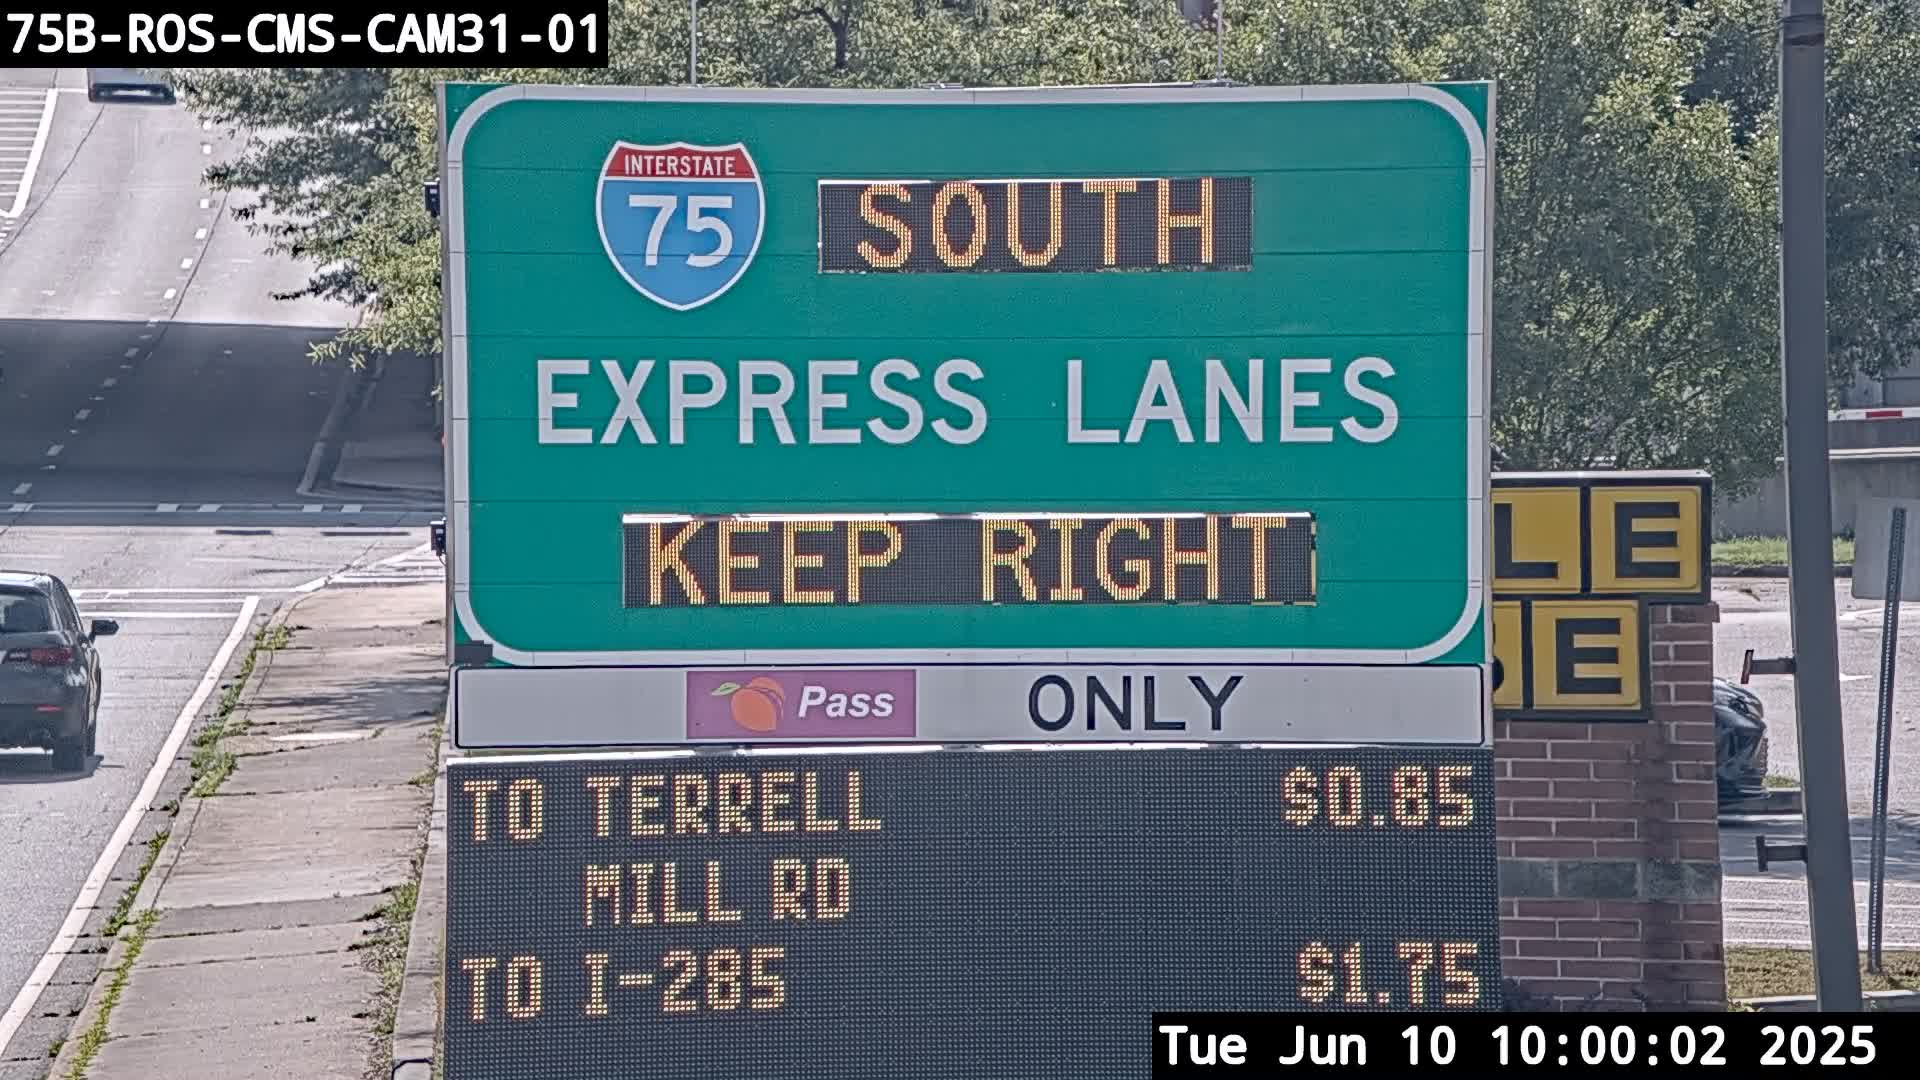 75B-ROS-CMS-CAM31-01
INTERSTATE
75
SOUTH
EXPRESS LANES
KEEP RIGHT
Pass ONLY
TO TERRELL $0.85
MILL RD
TO I-285 $1.75
LE
E
Tue Jun 10 10:00:02 2025